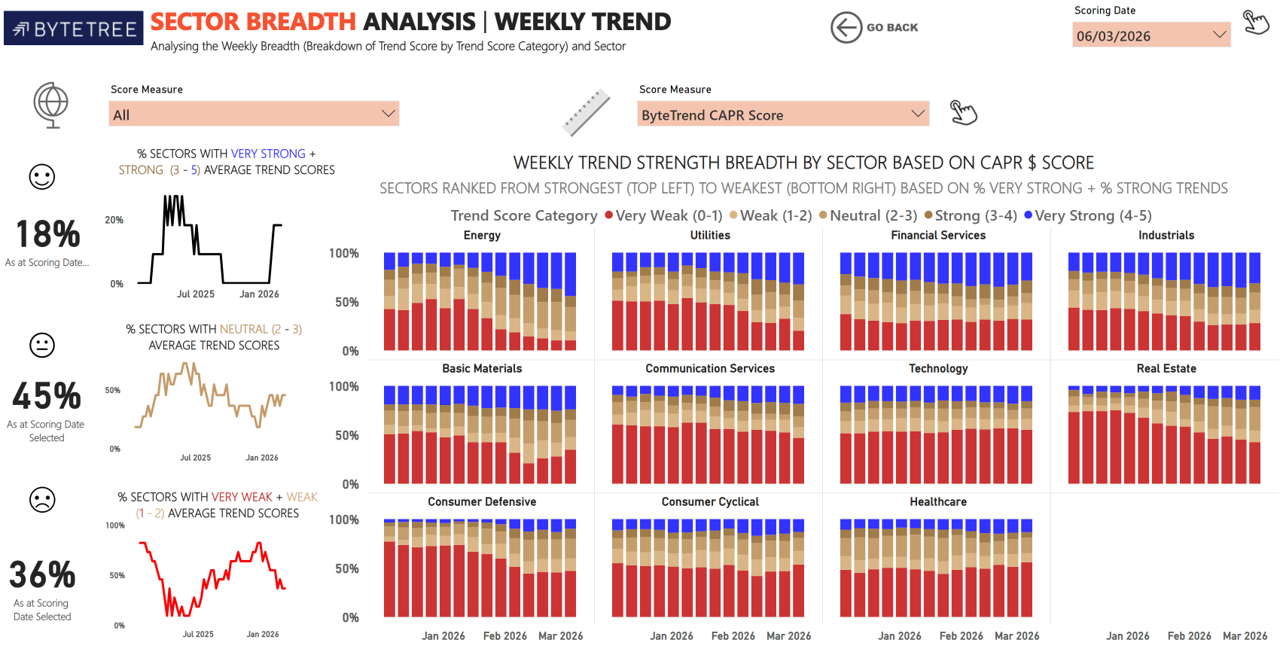 BYTETREE
SECTOR BREADTH ANALYSIS | WEEKLY TREND
Analysing the Weekly Breadth (Breakdown of Trend Score by Trend Score Category) and Sector
GO BACK
Scoring Date
06/03/2026
Score Measure
All
Score Measure
ByteTrend CAPR Score
% SECTORS WITH VERY STRONG +
STRONG (3 - 5) AVERAGE TREND SCORES
18%
As at Scoring Date...
20%
0%
Jul 2025 Jan 2026
% SECTORS WITH NEUTRAL (2 - 3)
AVERAGE TREND SCORES
45%
As at Scoring Date
Selected
50%
0%
Jul 2025 Jan 2026
% SECTORS WITH VERY WEAK + WEAK
(1 - 2) AVERAGE TREND SCORES
36%
As at Scoring
Date Selected
100%
50%
0%
Jul 2025 Jan 2026
WEEKLY TREND STRENGTH BREADTH BY SECTOR BASED ON CAPR $ SCORE
SECTORS RANKED FROM STRONGEST (TOP LEFT) TO WEAKEST (BOTTOM RIGHT) BASED ON % VERY STRONG + % STRONG TRENDS
Trend Score Category Very Weak (0-1) Weak (1-2) Neutral (2-3) Strong (3-4) Very Strong (4-5)
Energy Utilities Financial Services Industrials
100%
50%
0%
Basic Materials Communication Services Technology Real Estate
100%
50%
0%
Consumer Defensive Consumer Cyclical Healthcare
100%
50%
0%
Jan 2026 Feb 2026 Mar 2026 Jan 2026 Feb 2026 Mar 2026 Jan 2026 Feb 2026 Mar 2026 Jan 2026 Feb 2026 Mar 2026